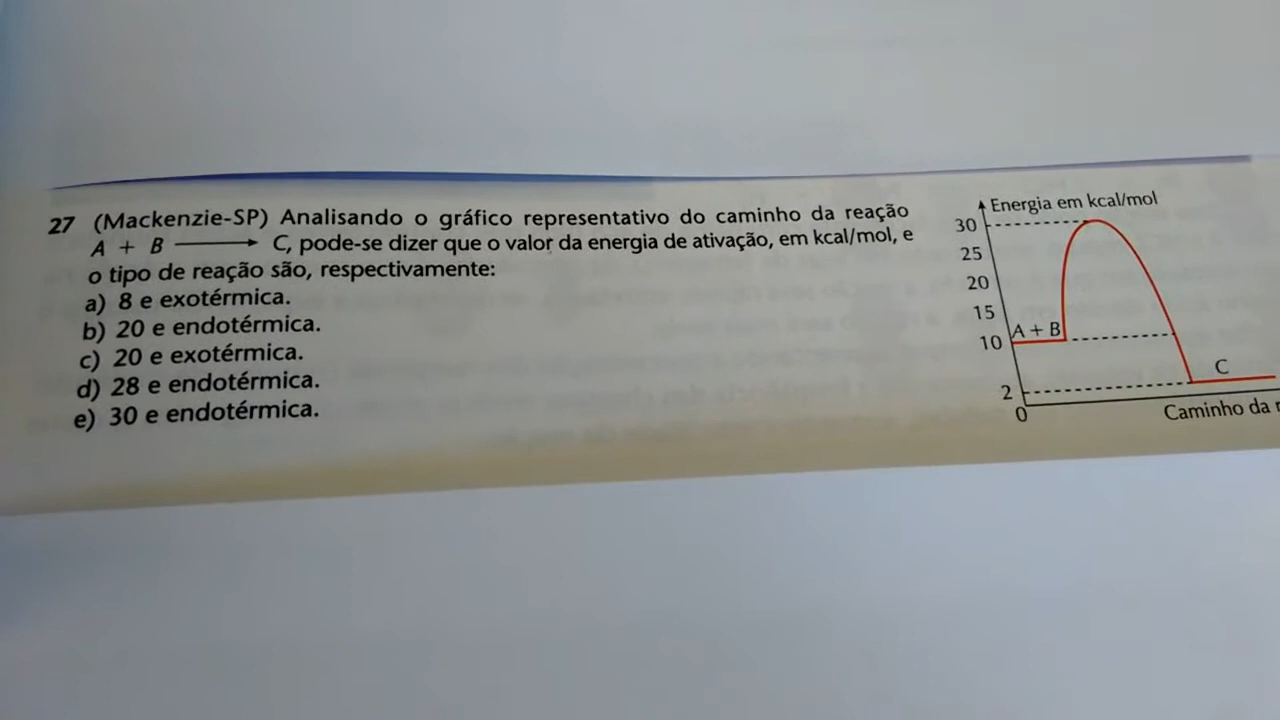 27 (Mackenzie-SP) Analisando o gráfico representativo do caminho da reação
A + B ⟶ C, pode-se dizer que o valor da energia de ativação, em kcal/mol, e
o tipo de reação são, respectivamente:
a) 8 e exotérmica.
b) 20 e endotérmica.
c) 20 e exotérmica.
d) 28 e endotérmica.
e) 30 e endotérmica.
Energia em kcal/mol
30
25
20
15
A + B
10
C
2
0
Caminho da r